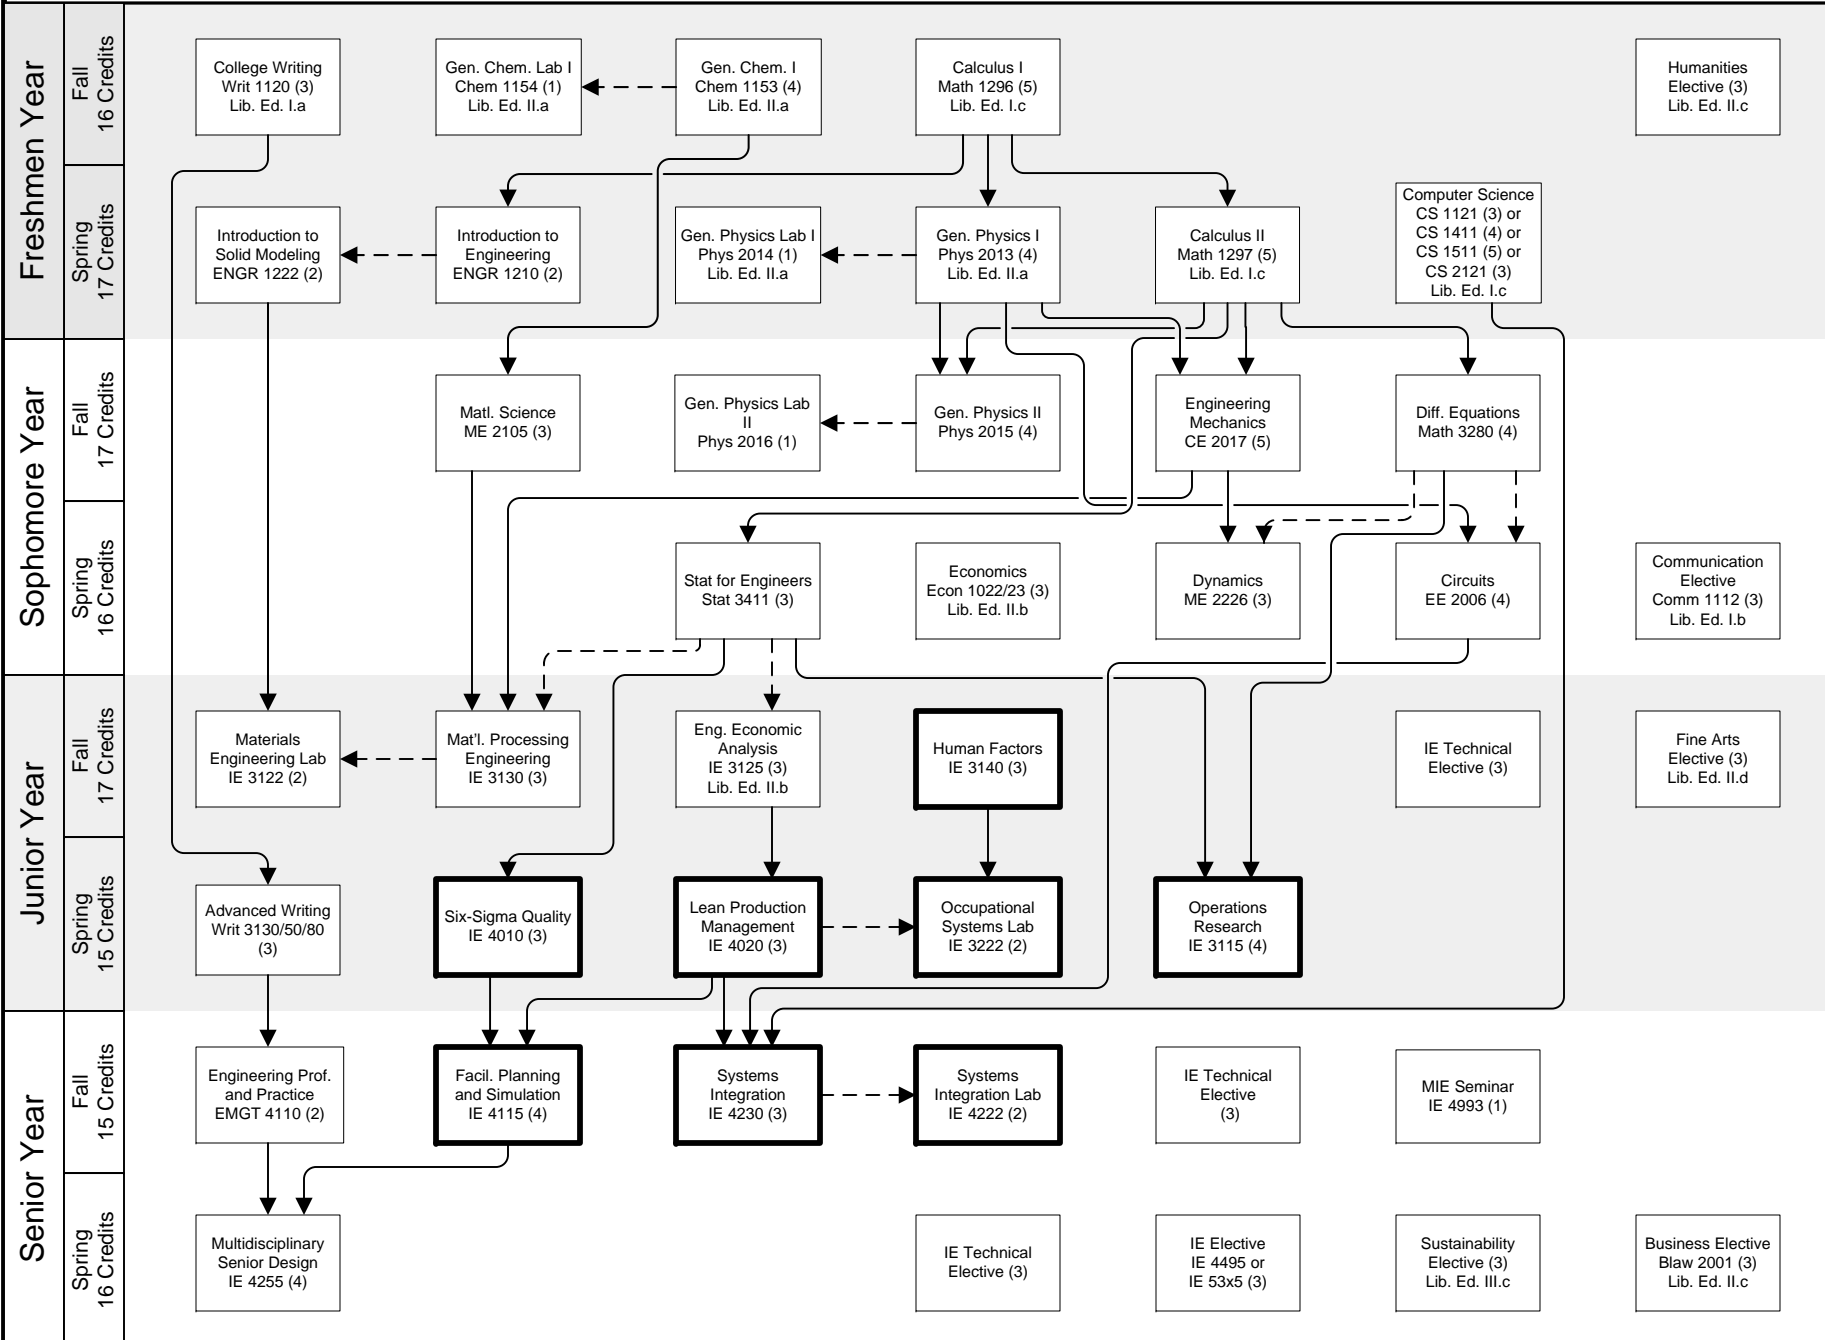 Freshmen Year
Fall
16 Credits
College Writing
Writ 1120 (3)
Lib. Ed. I.a
Gen. Chem. Lab I
Chem 1154 (1)
Lib. Ed. II.a
Gen. Chem. I
Chem 1153 (4)
Lib. Ed. II.a
Calculus I
Math 1296 (5)
Lib. Ed. I.c
Humanities
Elective (3)
Lib. Ed. II.c
Spring
17 Credits
Introduction to
Solid Modeling
ENGR 1222 (2)
Introduction to
Engineering
ENGR 1210 (2)
Gen. Physics Lab I
Phys 2014 (1)
Lib. Ed. II.a
Gen. Physics I
Phys 2013 (4)
Lib. Ed. II.a
Calculus II
Math 1297 (5)
Lib. Ed. I.c
Computer Science
CS 1121 (3) or
CS 1411 (4) or
CS 1511 (5) or
CS 2121 (3)
Lib. Ed. I.c
Sophomore Year
Fall
17 Credits
Matl. Science
ME 2105 (3)
Gen. Physics Lab
II
Phys 2016 (1)
Gen. Physics II
Phys 2015 (4)
Engineering
Mechanics
CE 2017 (5)
Diff. Equations
Math 3280 (4)
Spring
16 Credits
Stat for Engineers
Stat 3411 (3)
Economics
Econ 1022/23 (3)
Lib. Ed. II.b
Dynamics
ME 2226 (3)
Circuits
EE 2006 (4)
Communication
Elective
Comm 1112 (3)
Lib. Ed. I.b
Junior Year
Fall
17 Credits
Materials
Engineering Lab
IE 3122 (2)
Mat'l. Processing
Engineering
IE 3130 (3)
Eng. Economic
Analysis
IE 3125 (3)
Lib. Ed. II.b
Human Factors
IE 3140 (3)
IE Technical
Elective (3)
Fine Arts
Elective (3)
Lib. Ed. II.d
Spring
15 Credits
Advanced Writing
Writ 3130/50/80
(3)
Six-Sigma Quality
IE 4010 (3)
Lean Production
Management
IE 4020 (3)
Occupational
Systems Lab
IE 3222 (2)
Operations
Research
IE 3115 (4)
Senior Year
Fall
15 Credits
Engineering Prof.
and Practice
EMGT 4110 (2)
Facil. Planning
and Simulation
IE 4115 (4)
Systems
Integration
IE 4230 (3)
Systems
Integration Lab
IE 4222 (2)
IE Technical
Elective
(3)
MIE Seminar
IE 4993 (1)
Spring
16 Credits
Multidisciplinary
Senior Design
IE 4255 (4)
IE Technical
Elective (3)
IE Elective
IE 4495 or
IE 53x5 (3)
Sustainability
Elective (3)
Lib. Ed. III.c
Business Elective
Blaw 2001 (3)
Lib. Ed. II.c